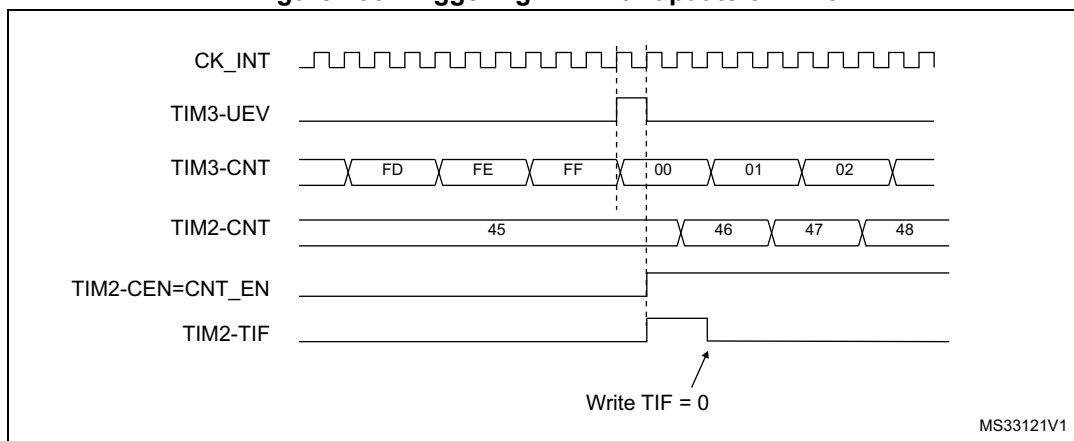 CK_INT
TIM3-UEV
TIM3-CNT FD FE FF 00 01 02
TIM2-CNT 45 46 47 48
TIM2-CEN=CNT_EN
TIM2-TIF
Write TIF = 0
MS33121V1